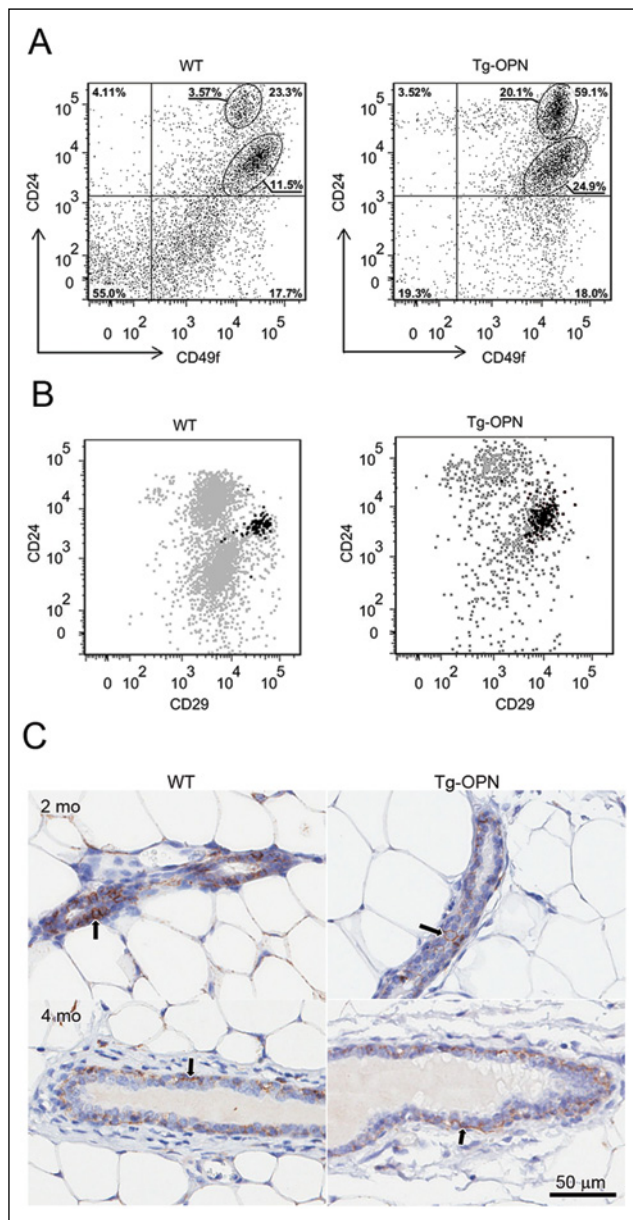 A
WT
Tg-OPN
4.11% 3.57% 23.3%
3.52% 20.1% 59.1%
10^5
10^5
10^4
10^4
CD24
CD24
11.5%
24.9%
10^3
10^3
10^2
10^2
0
0
55.0% 17.7%
19.3% 18.0%
0 10^2 10^3 10^4 10^5
0 10^2 10^3 10^4 10^5
CD49f
CD49f
B
WT
Tg-OPN
10^5
10^5
10^4
10^4
CD24
CD24
10^3
10^3
10^2
10^2
0
0
0 10^2 10^3 10^4 10^5
0 10^2 10^3 10^4 10^5
CD29
CD29
C
WT
Tg-OPN
2 mo
4 mo
50 μm